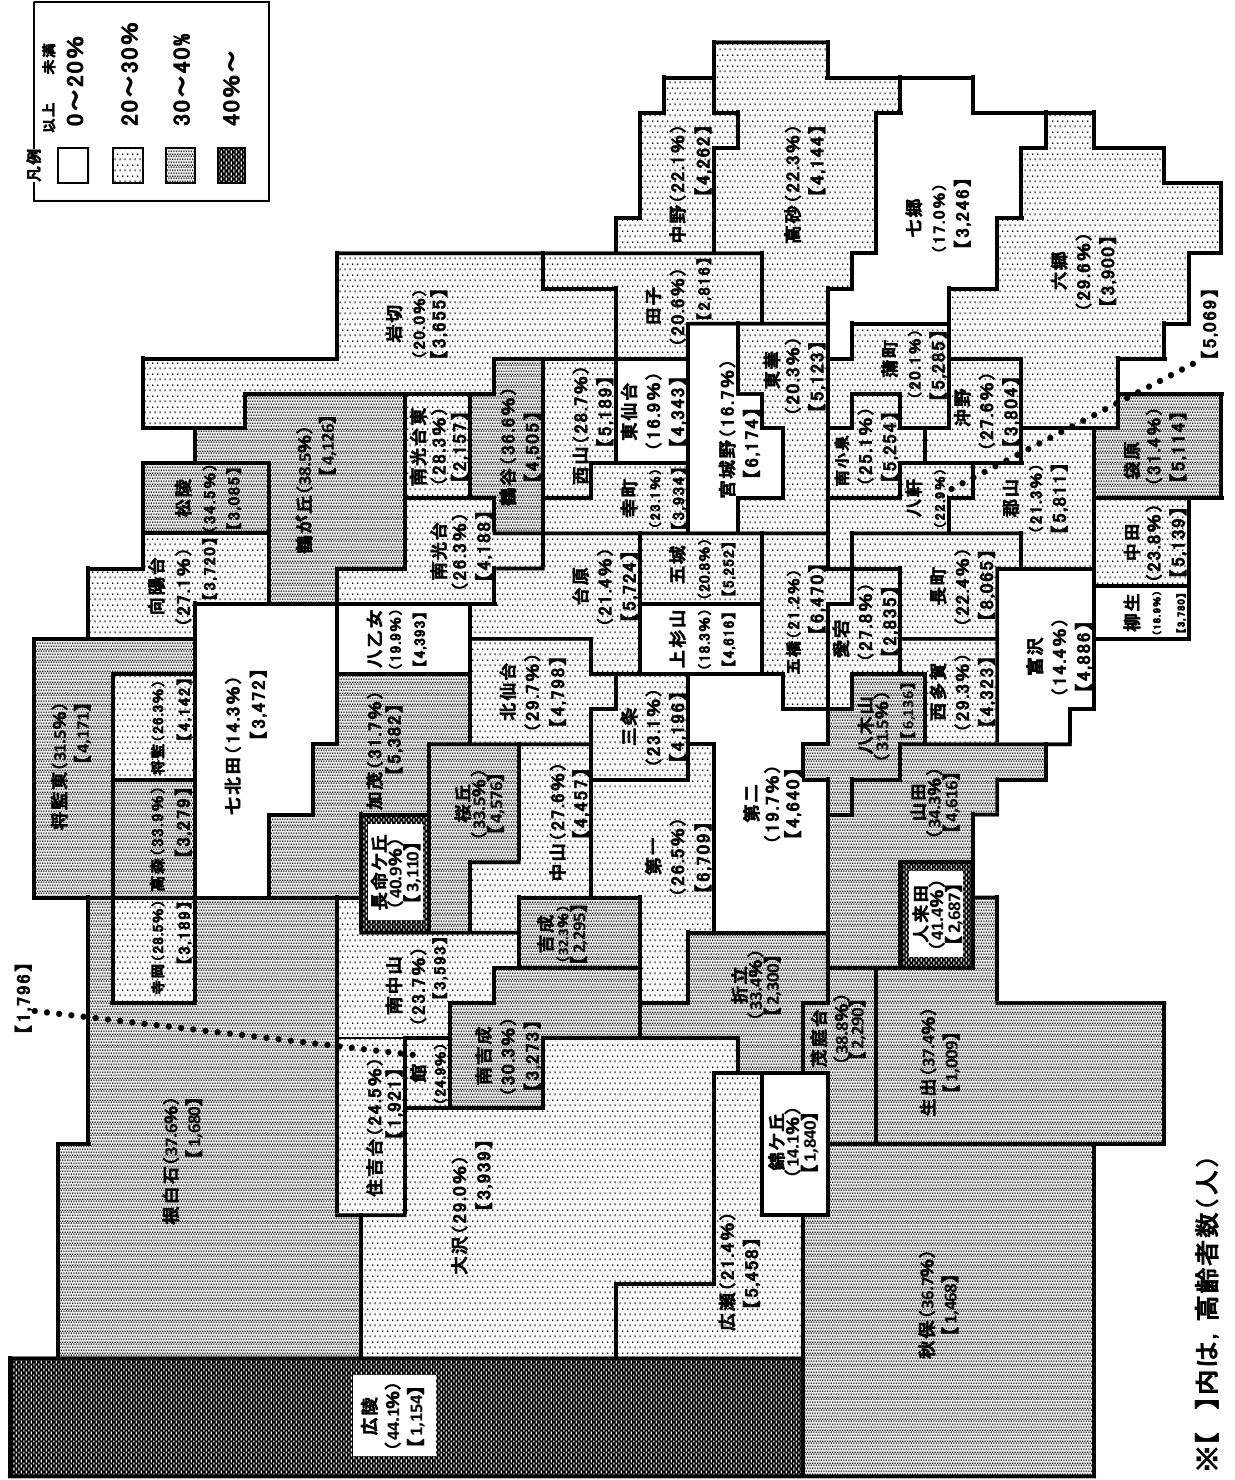 凡例
以上 未満
0～20%
20～30%
30～40%
40%～
広陵
(44.1%)
【1,154】
根白石(37.6%)
【1,680】
【1,796】
寺岡(28.5%)
【3,189】
高森(33.9%)
【3,279】
将監(26.3%)
【4,142】
将監東(31.5%)
【4,171】
七北田(14.3%)
【3,472】
向陽台
(27.1%)
【3,720】
松陵
(34.5%)
【3,085】
鶴が丘(38.5%)
【4,126】
岩切
(20.0%)
【3,655】
住吉台(24.5%)
【1,921】
館
(24.9%)
南中山
(23.7%)
【3,593】
長命ケ丘
(40.9%)
【3,110】
加茂(31.7%)
【5,382】
八乙女
(19.9%)
【4,393】
南光台
(26.3%)
【4,188】
南光台東
(28.3%)
【2,157】
鶴谷(36.6%)
【4,505】
大沢(29.0%)
【3,939】
南吉成
(30.3%)
【3,273】
吉成
(32.3%)
【2,295】
桜丘
(33.5%)
【4,576】
中山(27.6%)
【4,457】
北仙台
(29.7%)
【4,798】
台原
(21.4%)
【5,724】
西山(28.7%)
【5,189】
幸町
(23.1%)
【3,934】
東仙台
(16.9%)
【4,343】
田子
(20.6%)
【2,816】
中野(22.1%)
【4,262】
高砂(22.3%)
【4,144】
第一
(26.5%)
【6,709】
三条
(23.1%)
【4,196】
上杉山
(18.3%)
【4,616】
五城
(20.8%)
【5,252】
宮城野(16.7%)
【6,174】
東華
(20.3%)
【5,123】
広瀬(21.4%)
【5,458】
錦ケ丘
(14.1%)
【1,840】
折立
(33.4%)
【2,300】
第二
(19.7%)
【4,640】
五橋(21.2%)
【6,470】
愛宕
(27.8%)
【2,835】
南小泉
(25.1%)
【5,254】
蒲町
(20.1%)
【5,285】
七郷
(17.0%)
【3,246】
茂庭台
(38.8%)
【2,290】
八木山
(31.5%)
【6,136】
八軒
(22.9%)
【5,069】
沖野
(27.6%)
【3,804】
六郷
(29.6%)
【3,900】
秋保(36.7%)
【1,468】
生出(37.4%)
【1,009】
人来田
(41.4%)
【2,687】
山田
(34.3%)
【4,616】
西多賀
(29.3%)
【4,323】
長町
(22.4%)
【8,065】
郡山
(21.3%)
【5,811】
富沢
(14.4%)
【4,886】
柳生
(18.9%)
【3,780】
中田
(23.8%)
【5,139】
袋原
(31.4%)
【5,114】
※【 】内は，高齢者数(人)